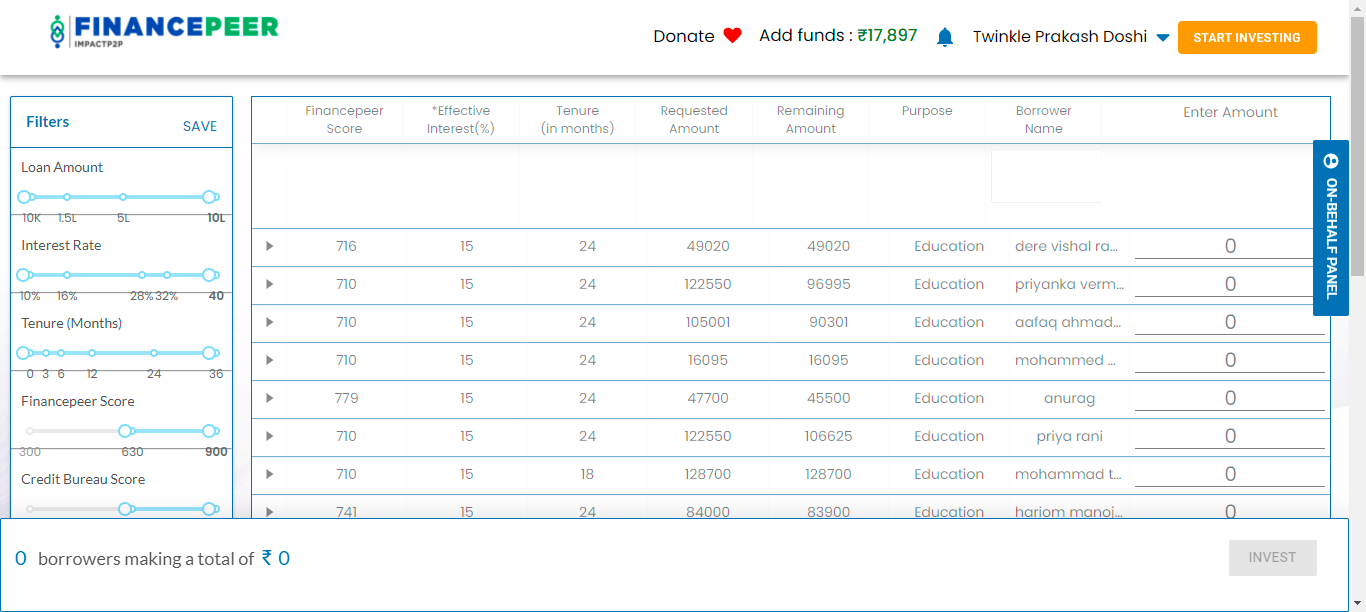 FINANCEPEER
IMPACTP2P
Donate Add funds : ₹17,897 Twinkle Prakash Doshi START INVESTING
Filters SAVE
Loan Amount
10K 1.5L 5L 10L
Interest Rate
10% 16% 28% 32% 40
Tenure (Months)
0 3 6 12 24 36
Financepeer Score
300 630 900
Credit Bureau Score
Financepeer Score *Effective Interest(%) Tenure (in months) Requested Amount Remaining Amount Purpose Borrower Name Enter Amount
716 15 24 49020 49020 Education dere vishal ra... 0
710 15 24 122550 96995 Education priyanka verm... 0
710 15 24 105001 90301 Education aafaq ahmad... 0
710 15 24 16095 16095 Education mohammed ... 0
779 15 24 47700 45500 Education anurag 0
710 15 24 122550 106625 Education priya rani 0
710 15 18 128700 128700 Education mohammad t... 0
741 15 24 84000 83900 Education hariom manoj... 0
ON-BEHALF PANEL
0 borrowers making a total of ₹ 0
INVEST